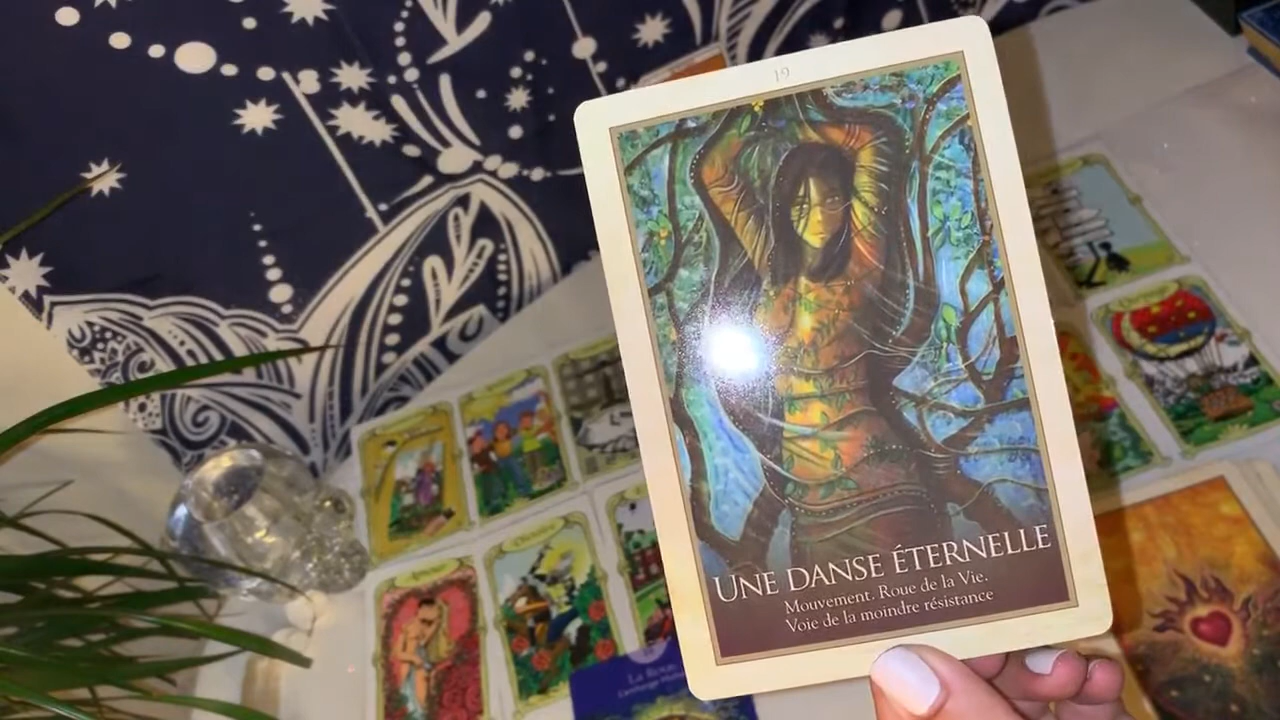 19
UNE DANSE ÉTERNELLE
Mouvement. Roue de la Vie.
Voie de la moindre résistance